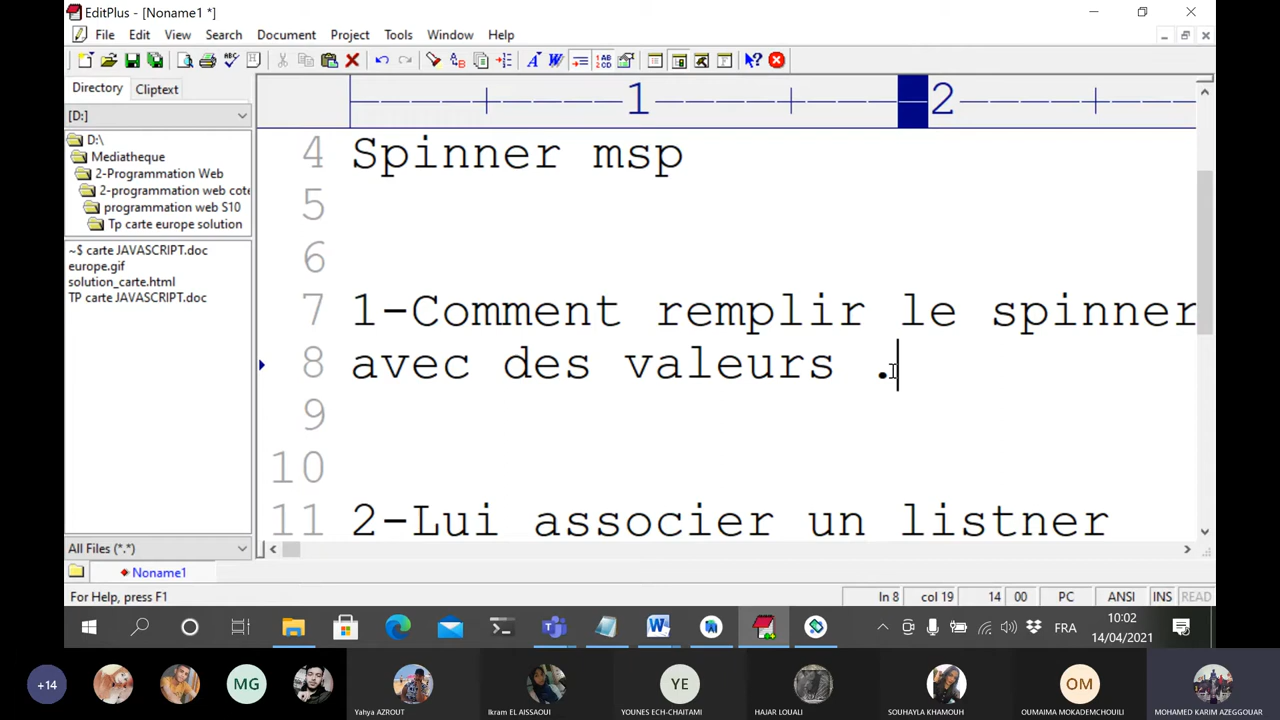 EditPlus - [Noname1 *]
File Edit View Search Document Project Tools Browser Window Help
Directory Cliptext
[D:]
D:\
Mediatheque
2-Programmation Web
2-programmation web cote
programmation web S10
Tp carte europe solution
~$ carte JAVASCRIPT.doc
europe.gif
solution_carte.html
TP carte JAVASCRIPT.doc
All Files (*.*)
1 2
4 Spinner msp
5
6
7 1-Comment remplir le spinner
8 avec des valeurs .
9
10
11 2-Lui associer un listner
Noname1
For Help, press F1
ln 8 col 19 14 00 PC ANSI INS READ
FRA
10:02
14/04/2021
+14
MG
YE
OM
Yahya AZROUT
Ikram EL AISSAOUI
YOUNES ECH-CHAITAMI
HAJAR LOUALI
SOUHAYLA KHAMOUH
OUMAIMA MOKADEMCHOUILI
MOHAMED KARIM AZEGGOUAR